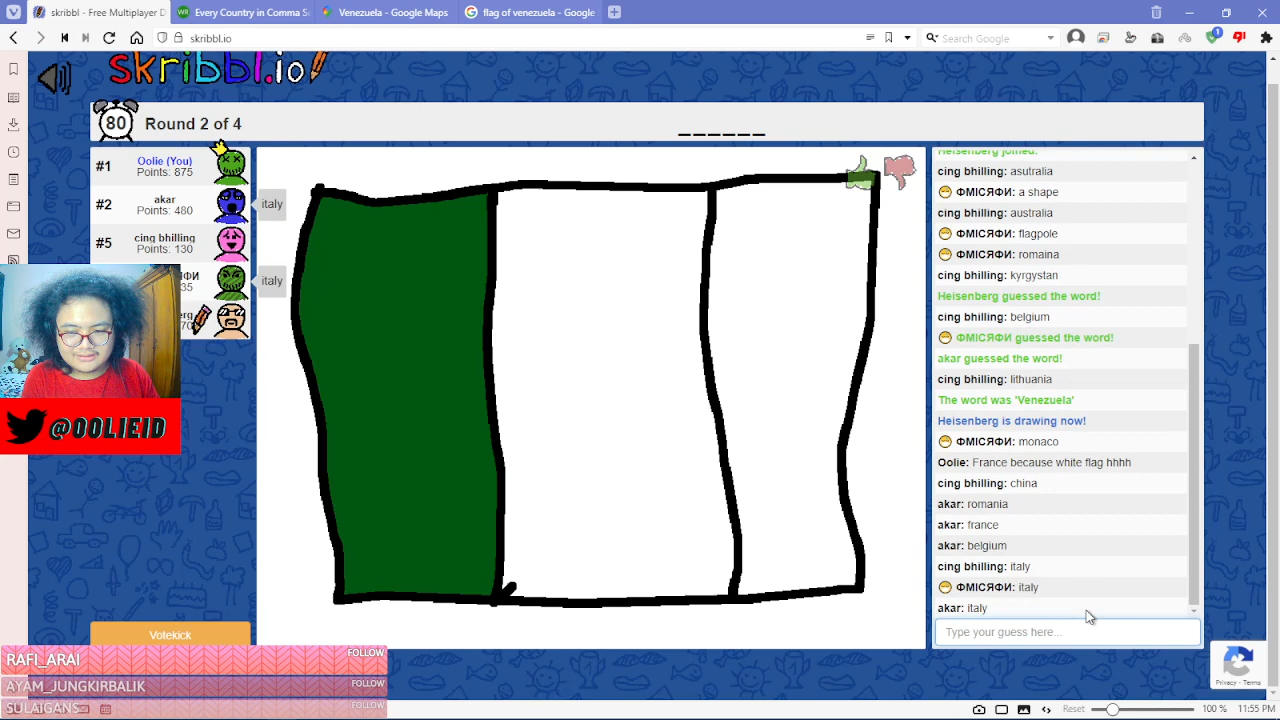 skribbl - Free Multiplayer D
Every Country in Comma S
Venezuela - Google Maps
flag of venezuela - Google
skribbl.io
Search Google
1
skribbl.io
80
Round 2 of 4
______
#1
Oolie (You)
Points: 875
#2
akar
Points: 480
italy
#5
cing bhilling
Points: 130
italy
@OOLIEID
Votekick
RAFI_ARAI
FOLLOW
AYAM_JUNGKIRBALIK
FOLLOW
SULAIGANS
FOLLOW
Heisenberg joined.
cing bhilling: asutralia
ФМІСЯФИ: a shape
cing bhilling: australia
ФМІСЯФИ: flagpole
ФМІСЯФИ: romaina
cing bhilling: kyrgystan
Heisenberg guessed the word!
cing bhilling: belgium
ФМІСЯФИ guessed the word!
akar guessed the word!
cing bhilling: lithuania
The word was 'Venezuela'
Heisenberg is drawing now!
ФМІСЯФИ: monaco
Oolie: France because white flag hhhh
cing bhilling: china
akar: romania
akar: france
akar: belgium
cing bhilling: italy
ФМІСЯФИ: italy
akar: italy
Type your guess here...
Privacy - Terms
Reset
100 %
11:55 PM